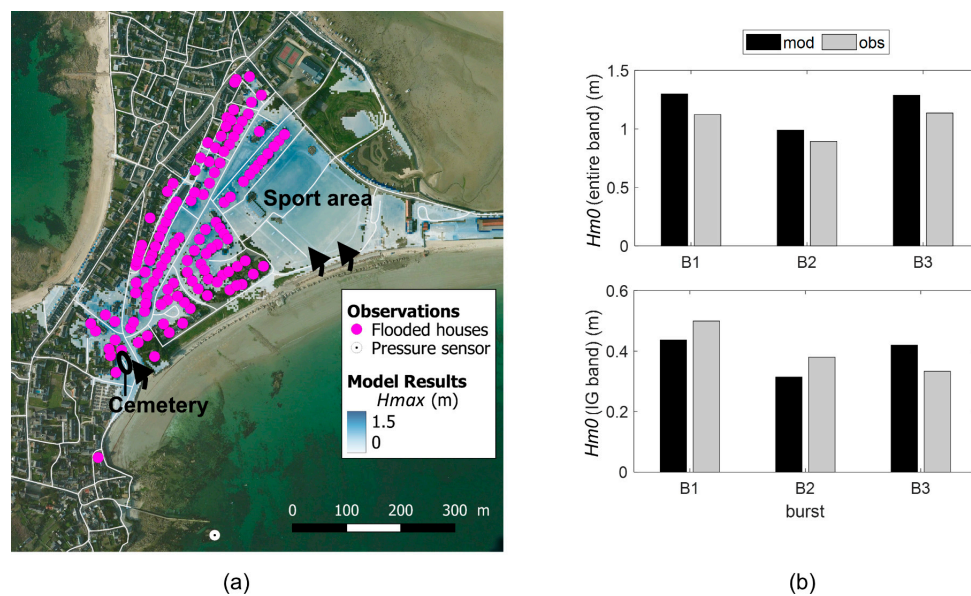 Sport area
Cemetery
Observations
Flooded houses
Pressure sensor
Model Results
Hmax (m)
1.5
0
0 100 200 300 m
(a)
mod obs
Hm0 (entire band) (m)
1.5
1
0.5
0
B1 B2 B3
Hm0 (IG band) (m)
0.6
0.4
0.2
0
B1 B2 B3
burst
(b)